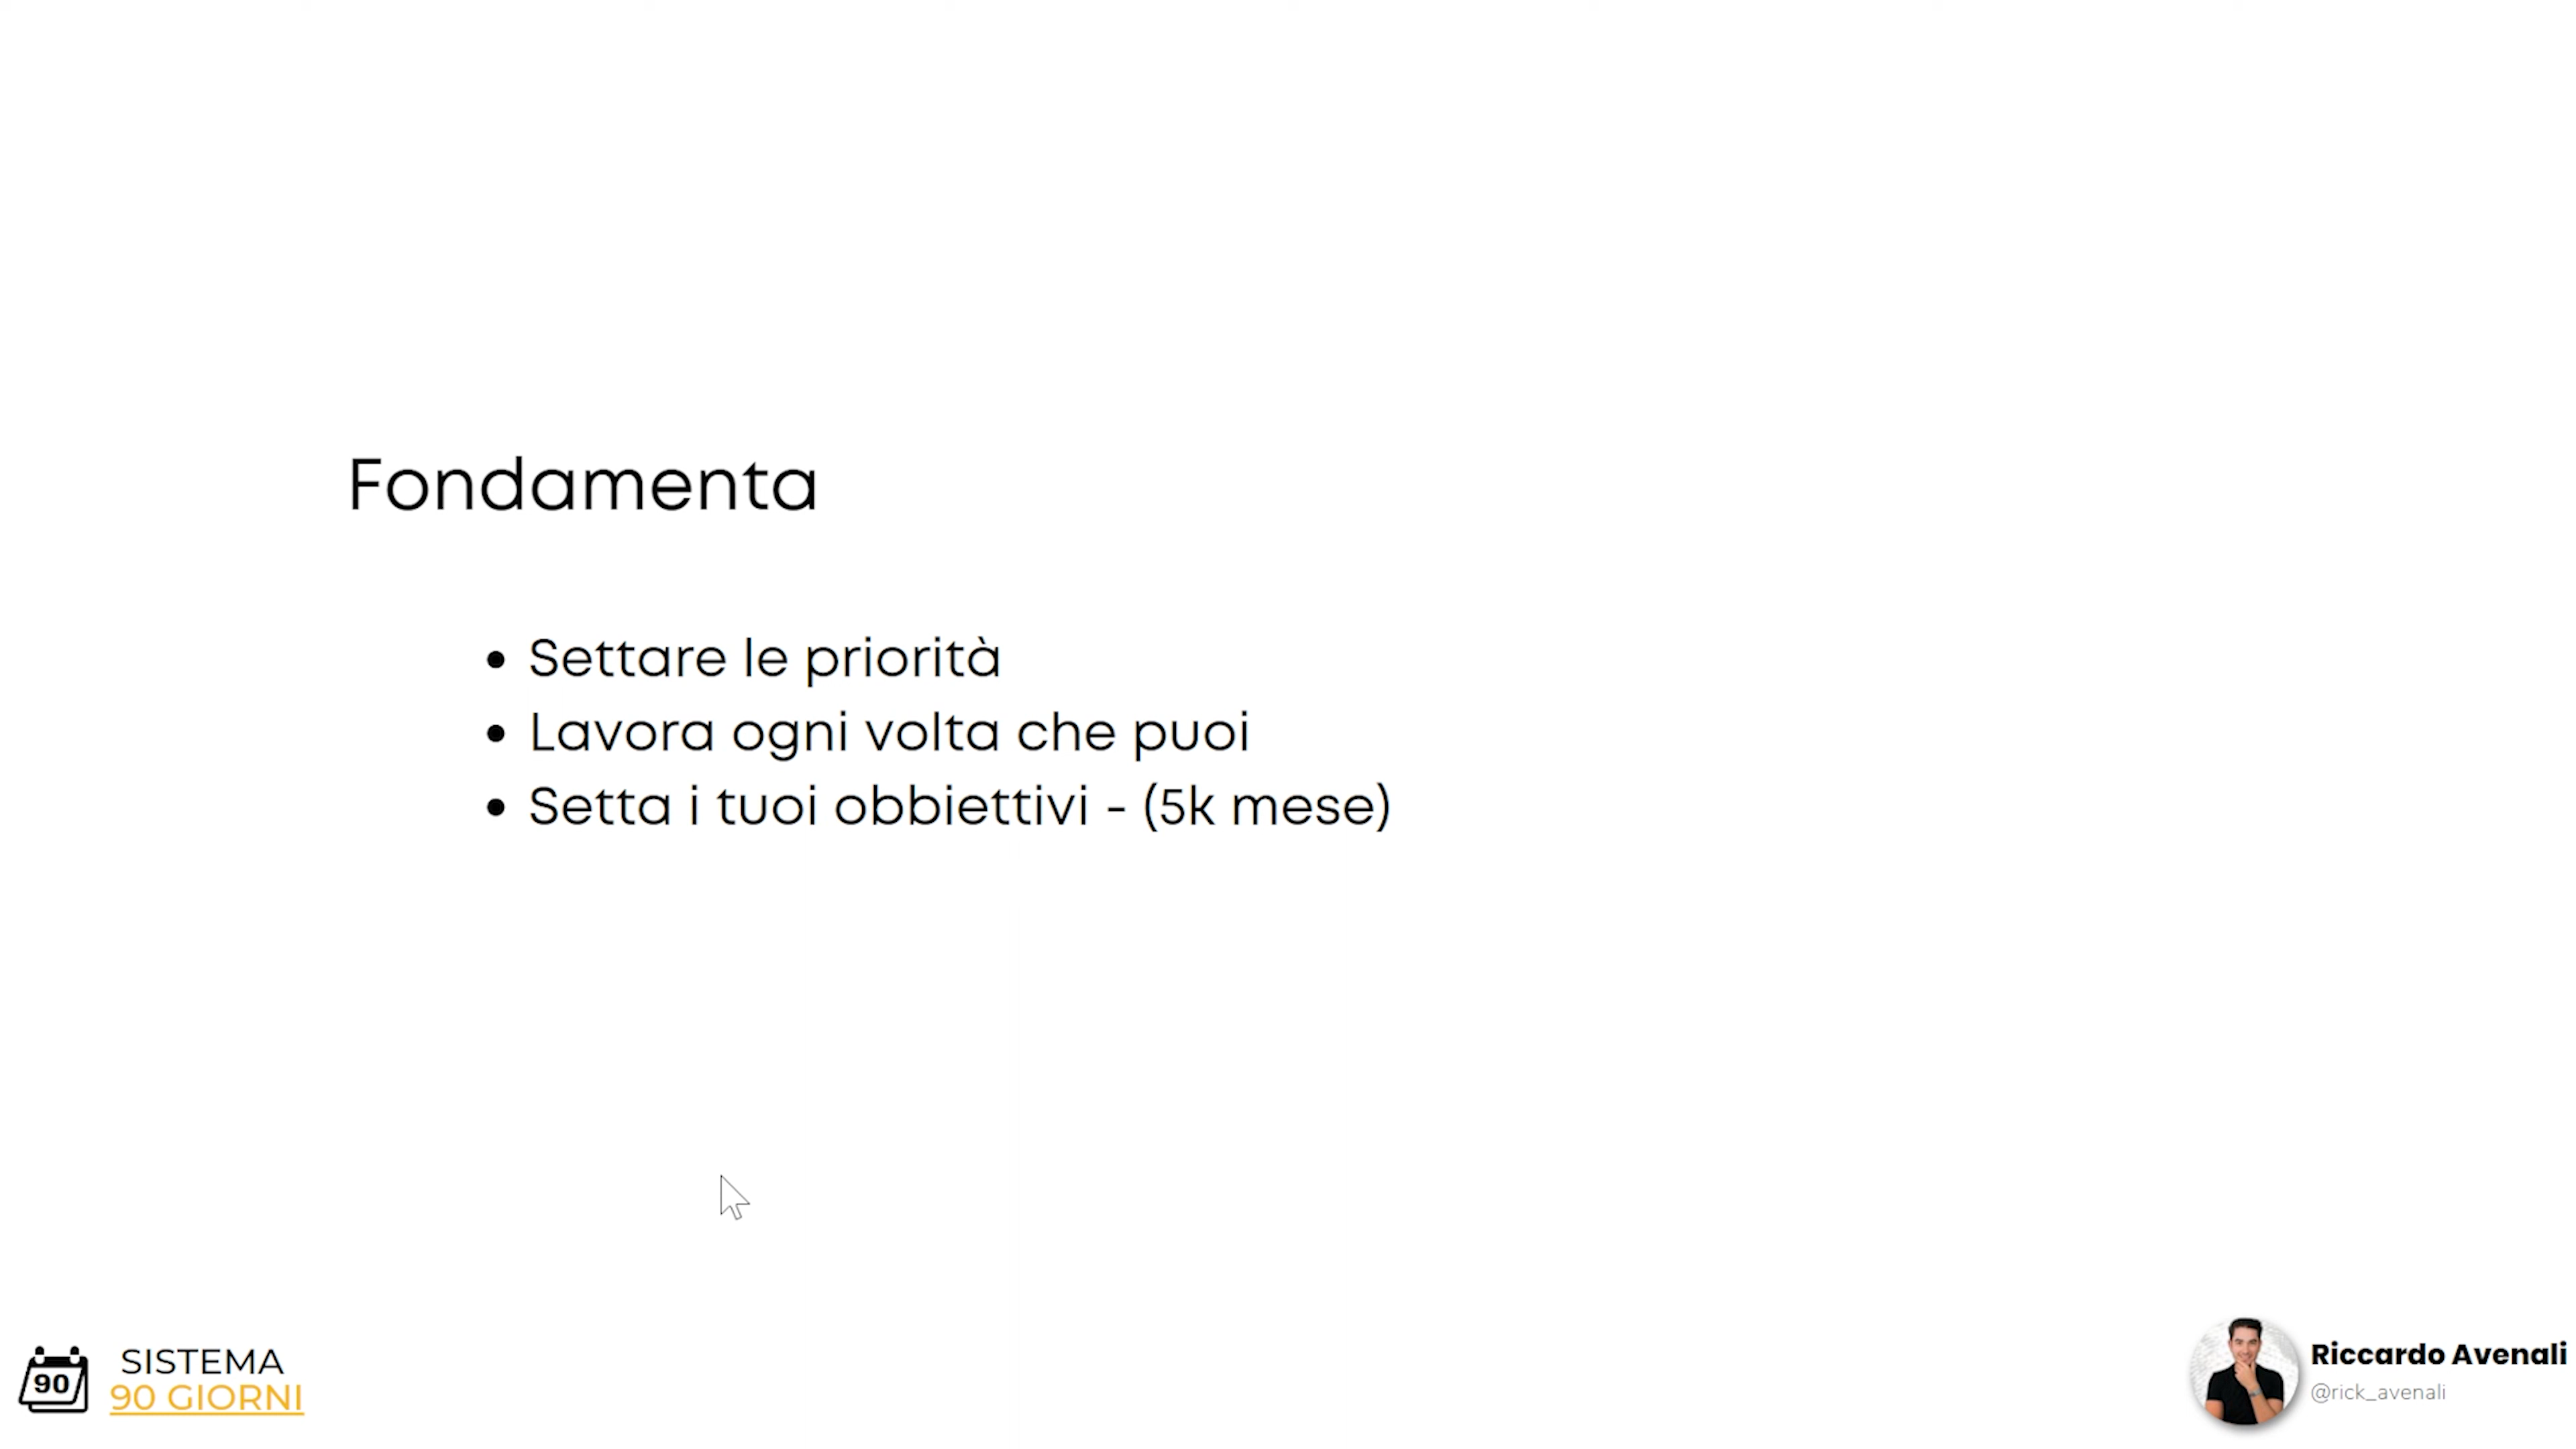 Fondamenta
• Settare le priorità
• Lavora ogni volta che puoi
• Setta i tuoi obbiettivi - (5k mese)
90
SISTEMA
90 GIORNI
Riccardo Avenali
@rick_avenali